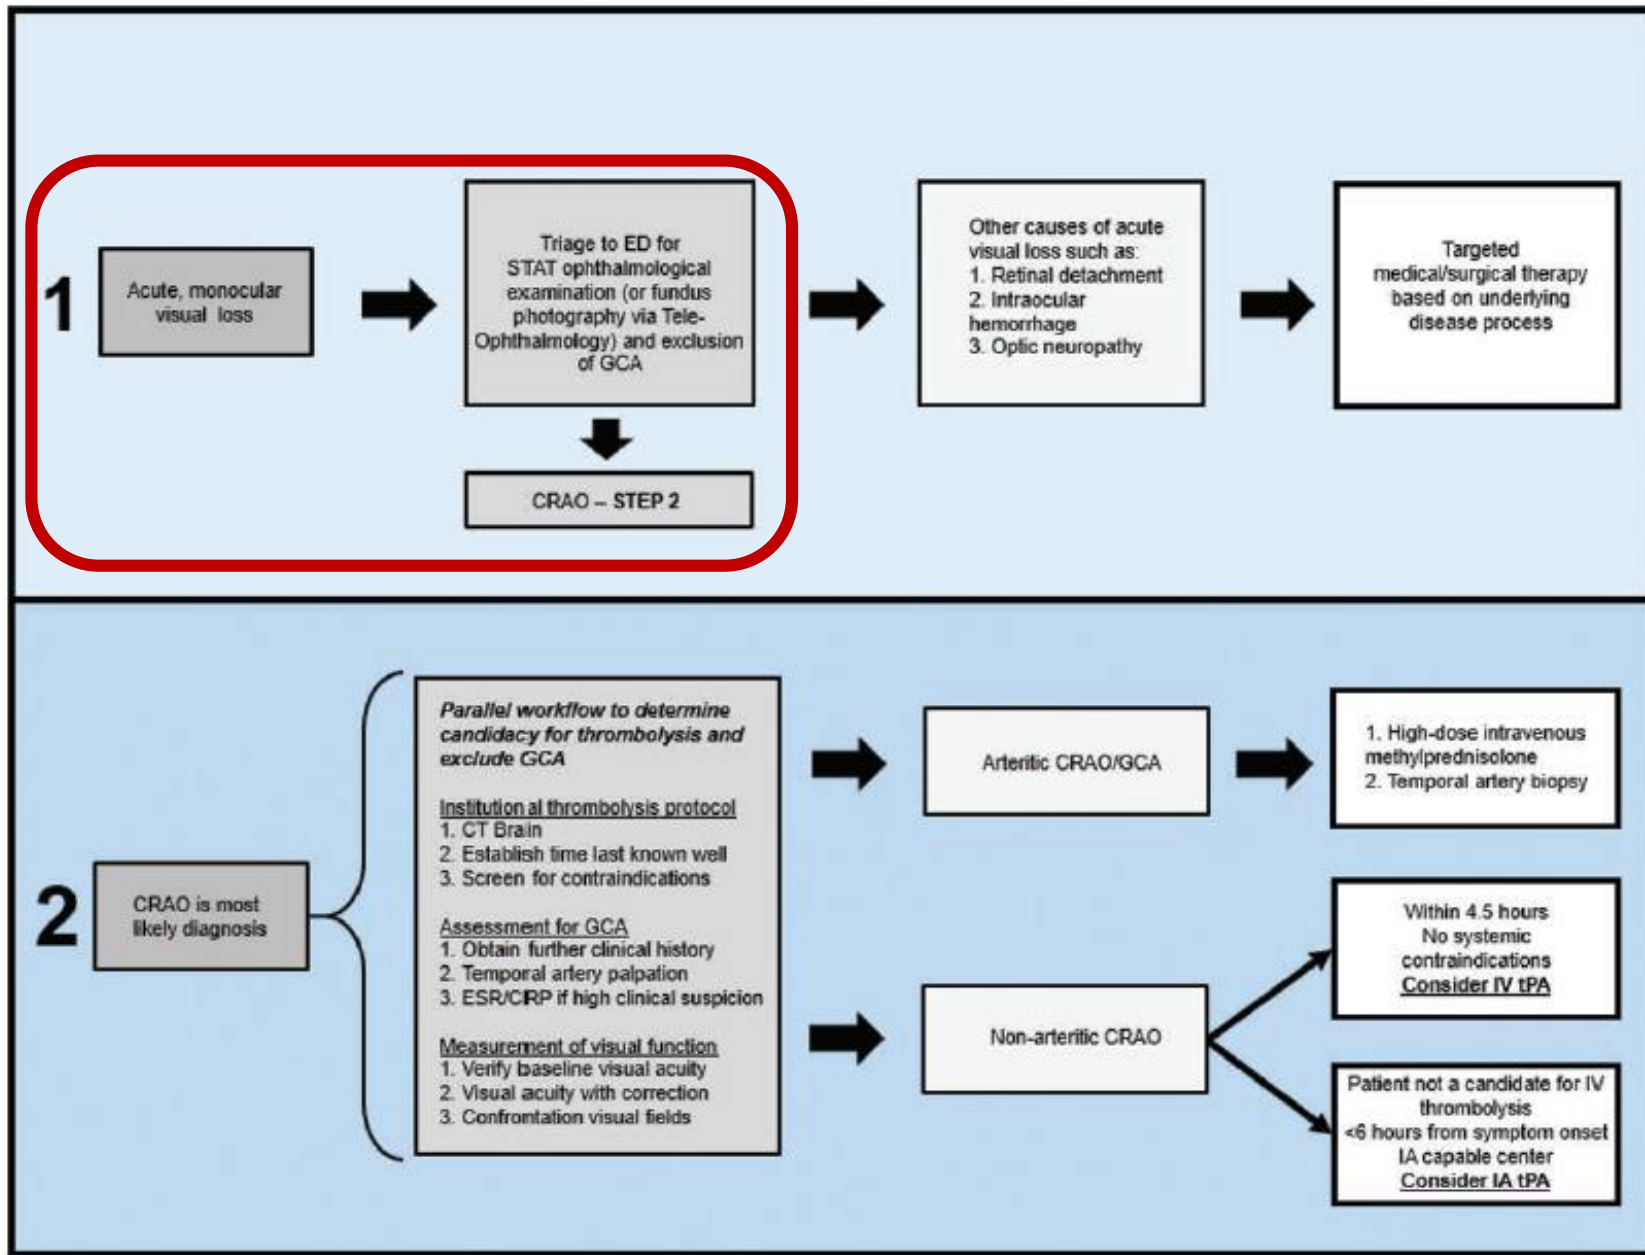 1
Acute, monocular
visual loss
Triage to ED for
STAT ophthalmological
examination (or fundus
photography via Tele-
Ophthalmology) and exclusion
of GCA
CRAO – STEP 2
Other causes of acute
visual loss such as:
1. Retinal detachment
2. Intraocular
hemorrhage
3. Optic neuropathy
Targeted
medical/surgical therapy
based on underlying
disease process
2
CRAO is most
likely diagnosis
Parallel workflow to determine
candidacy for thrombolysis and
exclude GCA
Institutional thrombolysis protocol
1. CT Brain
2. Establish time last known well
3. Screen for contraindications
Assessment for GCA
1. Obtain further clinical history
2. Temporal artery palpation
3. ESR/CRP if high clinical suspicion
Measurement of visual function
1. Verify baseline visual acuity
2. Visual acuity with correction
3. Confrontation visual fields
Arteritic CRAO/GCA
1. High-dose intravenous
methylprednisolone
2. Temporal artery biopsy
Non-arteritic CRAO
Within 4.5 hours
No systemic
contraindications
Consider IV tPA
Patient not a candidate for IV
thrombolysis
<6 hours from symptom onset
IA capable center
Consider IA tPA